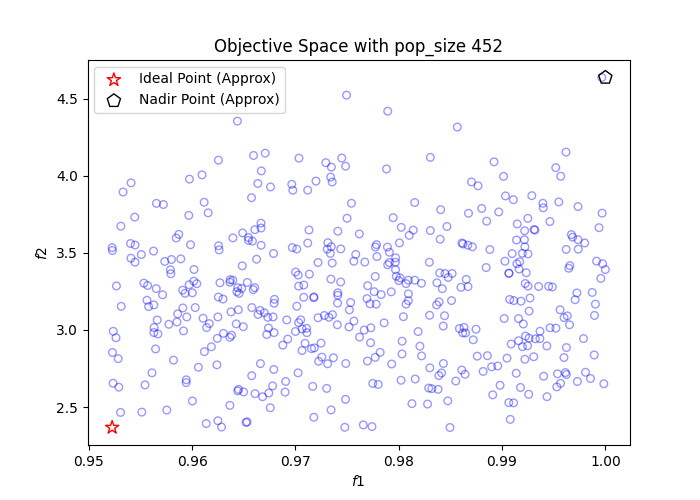 Objective Space with pop_size 452
Ideal Point (Approx)
Nadir Point (Approx)
f2
4.5
4.0
3.5
3.0
2.5
0.95 0.96 0.97 0.98 0.99 1.00
f1